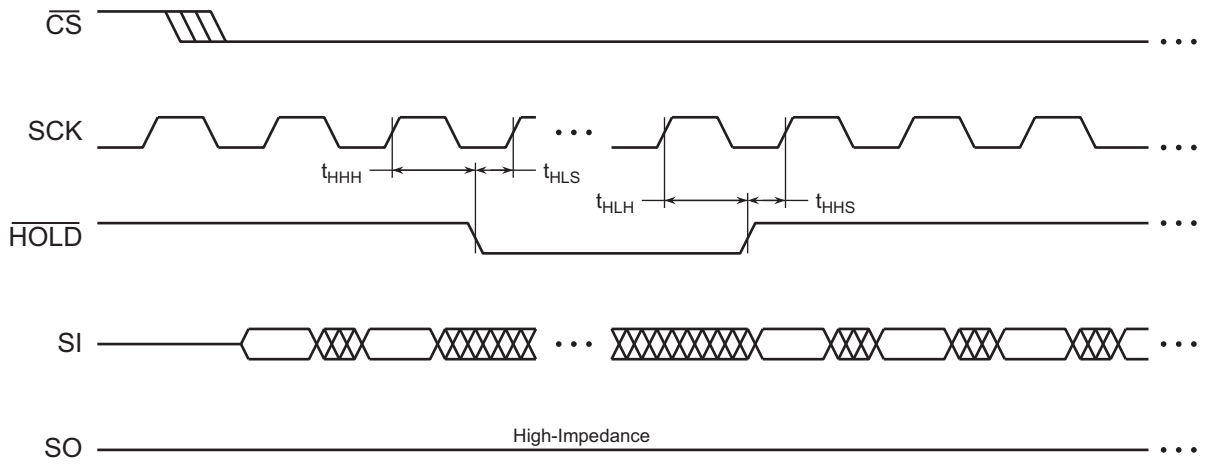 CS
SCK
tHHH
tHLS
tHLH
tHHS
HOLD
SI
High-Impedance
SO